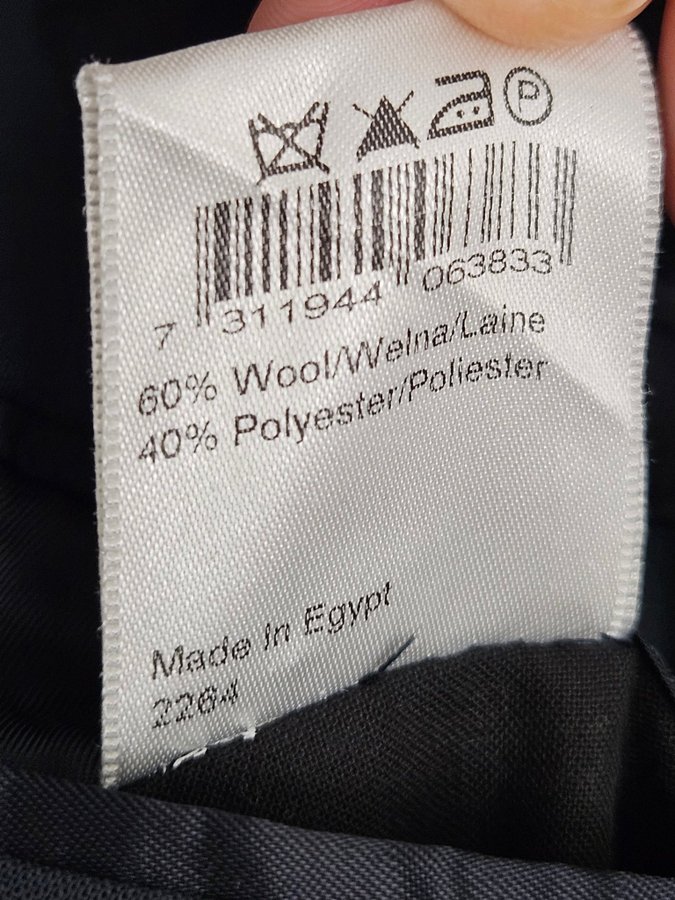 P
7 311944 063833
60% Wool/Wełna/Laine
40% Polyester/Poliester
Made In Egypt
2264